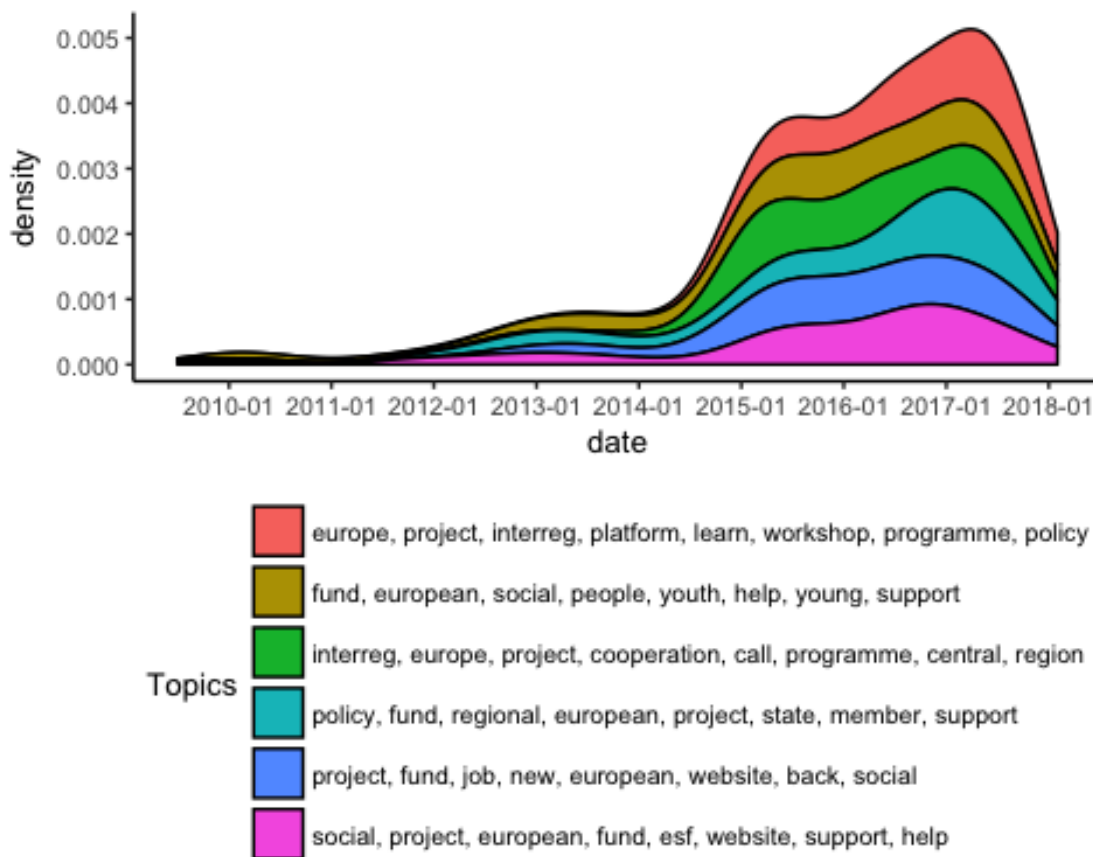 0.005
0.004
0.003
0.002
0.001
0.000
density
2010-01 2011-01 2012-01 2013-01 2014-01 2015-01 2016-01 2017-01 2018-01
date
Topics
europe, project, interreg, platform, learn, workshop, programme, policy
fund, european, social, people, youth, help, young, support
interreg, europe, project, cooperation, call, programme, central, region
policy, fund, regional, european, project, state, member, support
project, fund, job, new, european, website, back, social
social, project, european, fund, esf, website, support, help